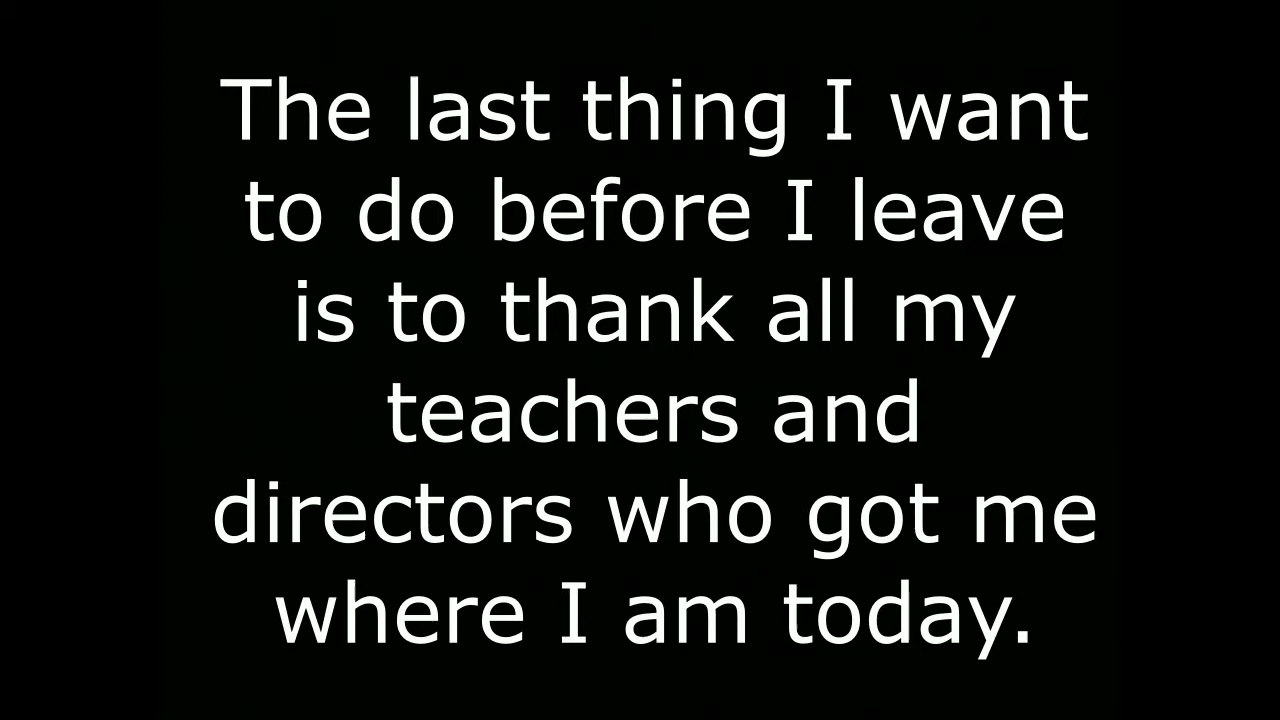 The last thing I want
to do before I leave
is to thank all my
teachers and
directors who got me
where I am today.